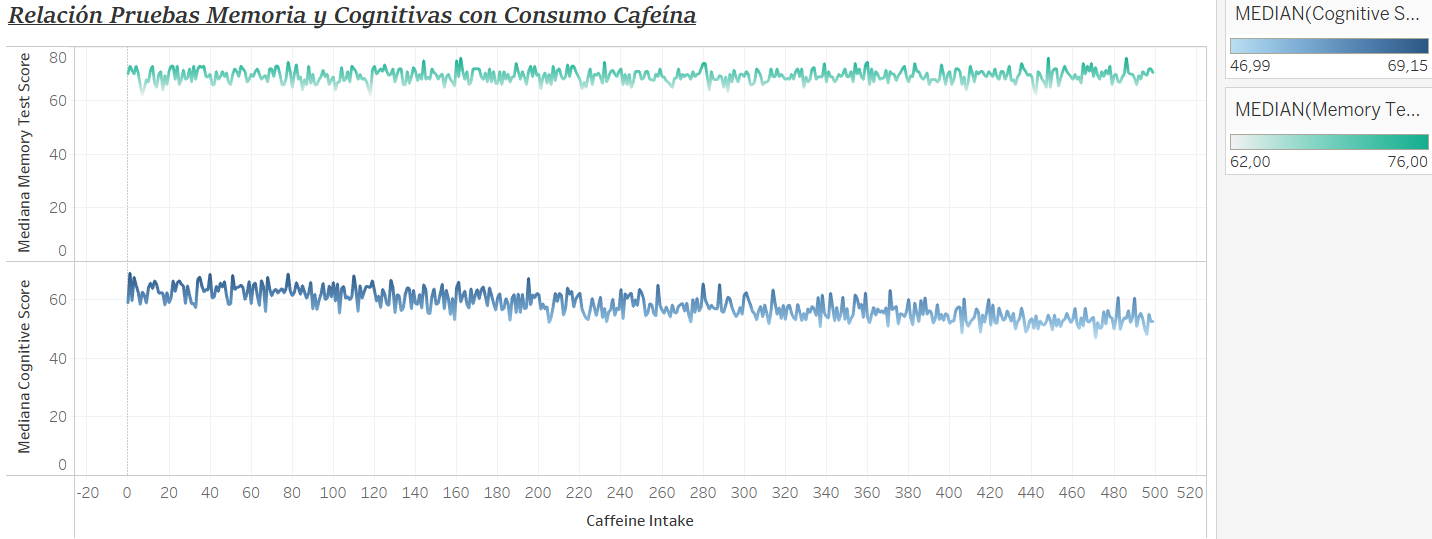 Relación Pruebas Memoria y Cognitivas con Consumo Cafeína
MEDIAN(Cognitive S...
46,99 69,15
MEDIAN(Memory Te...
62,00 76,00
Mediana Memory Test Score
80
60
40
20
0
Mediana Cognitive Score
60
40
20
0
-20 0 20 40 60 80 100 120 140 160 180 200 220 240 260 280 300 320 340 360 380 400 420 440 460 480 500 520
Caffeine Intake